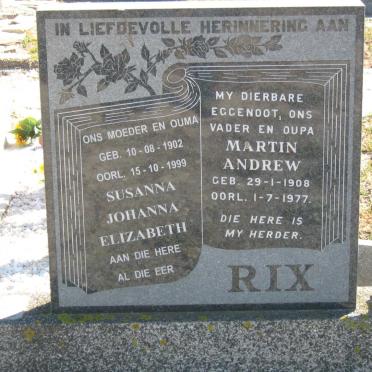 IN LIEFDEVOLLE HERINNERING AAN
ONS MOEDER EN OUMA
GEB. 10-08-1902
OORL. 15-10-1999
SUSANNA
JOHANNA
ELIZABETH
AAN DIE HERE
AL DIE EER
MY DIERBARE
EGGENOOT, ONS
VADER EN OUPA
MARTIN
ANDREW
GEB. 29-1-1908
OORL. 1-7-1977.
DIE HERE IS
MY HERDER.
RIX